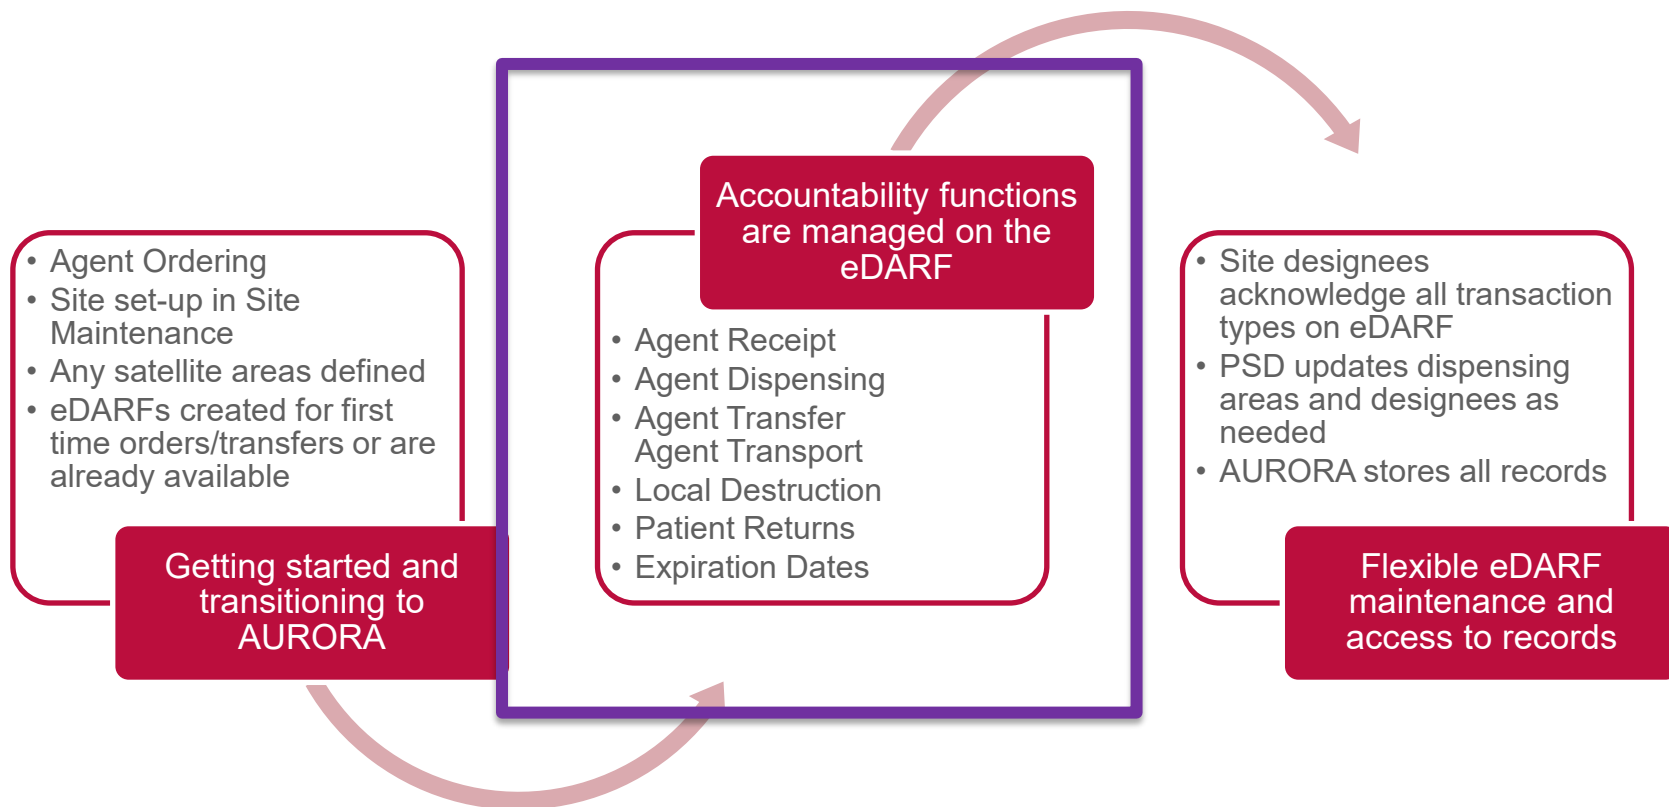 • Agent Ordering
• Site set-up in Site
Maintenance
• Any satellite areas defined
• eDARFs created for first
time orders/transfers or are
already available
Getting started and
transitioning to
AURORA
Accountability functions
are managed on the
eDARF
• Agent Receipt
• Agent Dispensing
• Agent Transfer
Agent Transport
• Local Destruction
• Patient Returns
• Expiration Dates
• Site designees
acknowledge all transaction
types on eDARF
• PSD updates dispensing
areas and designees as
needed
• AURORA stores all records
Flexible eDARF
maintenance and
access to records